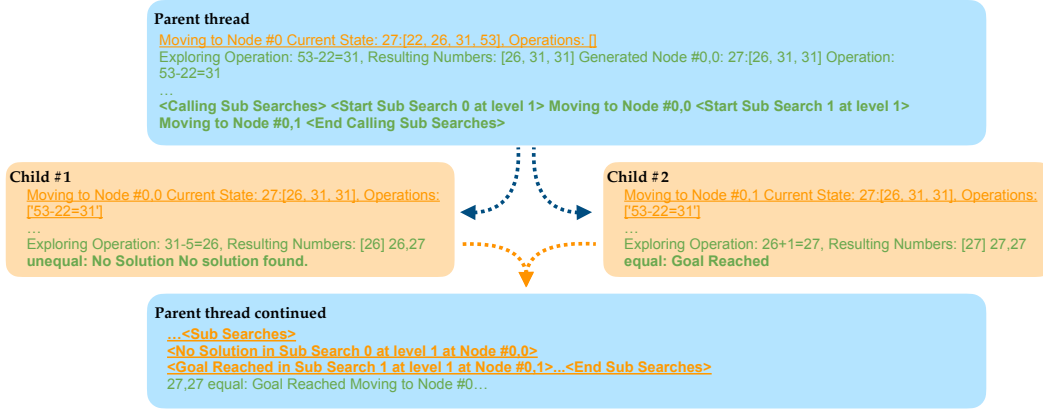 Parent thread
Moving to Node #0 Current State: 27:[22, 26, 31, 53], Operations: []
Exploring Operation: 53-22=31, Resulting Numbers: [26, 31, 31] Generated Node #0,0: 27:[26, 31, 31] Operation:
53-22=31
…
<Calling Sub Searches> <Start Sub Search 0 at level 1> Moving to Node #0,0 <Start Sub Search 1 at level 1>
Moving to Node #0,1 <End Calling Sub Searches>
Child #1
Moving to Node #0,0 Current State: 27:[26, 31, 31], Operations:
['53-22=31']
…
Exploring Operation: 31-5=26, Resulting Numbers: [26] 26,27
unequal: No Solution No solution found.
Child #2
Moving to Node #0,1 Current State: 27:[26, 31, 31], Operations:
['53-22=31']
…
Exploring Operation: 26+1=27, Resulting Numbers: [27] 27,27
equal: Goal Reached
Parent thread continued
…<Sub Searches>
<No Solution in Sub Search 0 at level 1 at Node #0,0>
<Goal Reached in Sub Search 1 at level 1 at Node #0,1>...<End Sub Searches>
27,27 equal: Goal Reached Moving to Node #0…